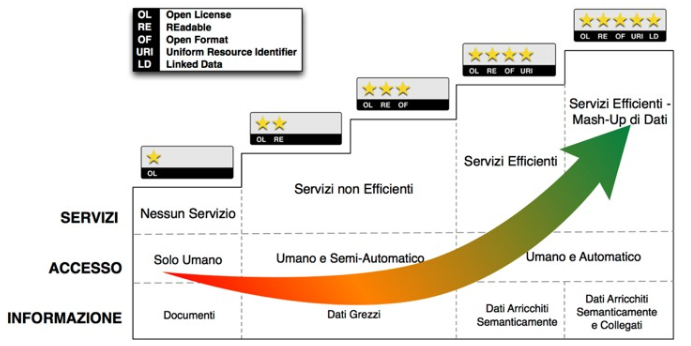 OL Open License
RE REadable
OF Open Format
URI Uniform Resource Identifier
LD Linked Data
OL
OL RE
OL RE OF
OL RE OF URI
OL RE OF URI LD
SERVIZI
Nessun Servizio
Servizi non Efficienti
Servizi Efficienti
Servizi Efficienti -
Mash-Up di Dati
ACCESSO
Solo Umano
Umano e Semi-Automatico
Umano e Automatico
INFORMAZIONE
Documenti
Dati Grezzi
Dati Arricchiti
Semanticamente
Dati Arricchiti
Semanticamente
e Collegati